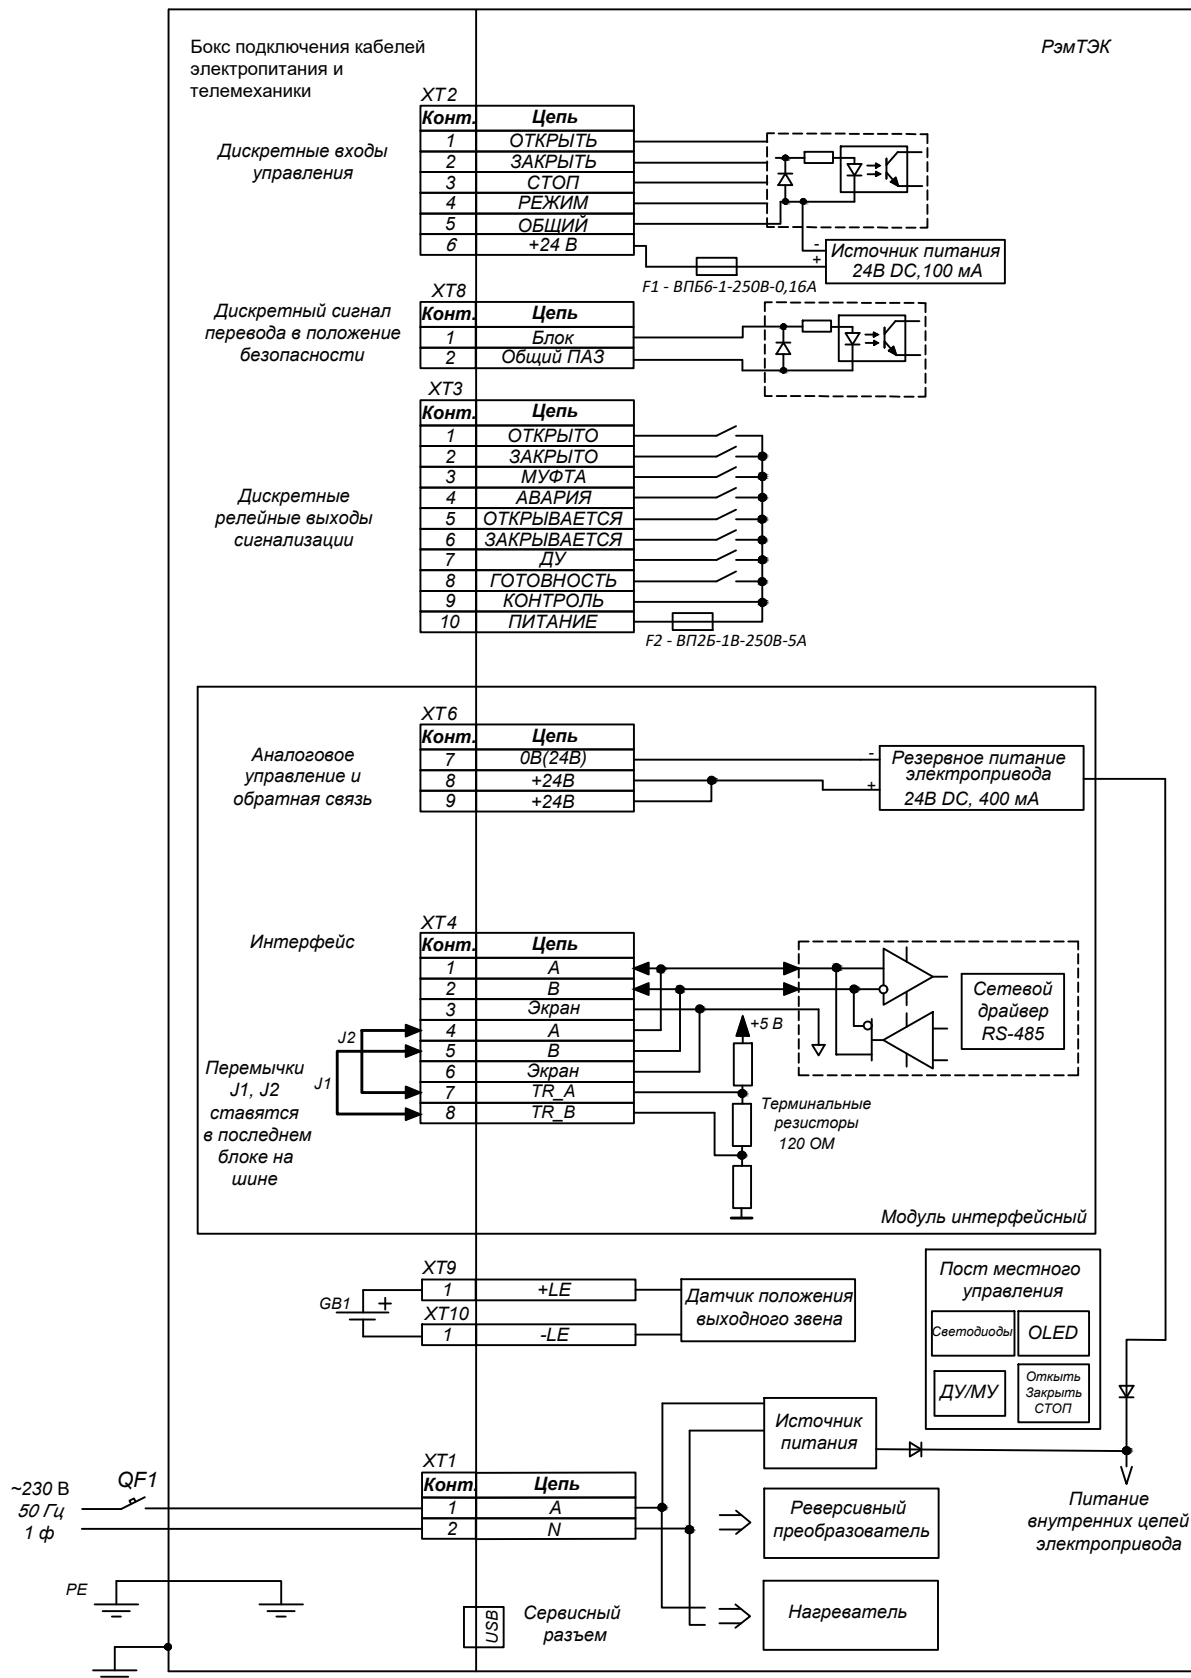 Бокс подключения кабелей
электропитания и
телемеханики
РэмТЭК
XT2
Конт. Цепь
Дискретные входы
управления
1 ОТКРЫТЬ
2 ЗАКРЫТЬ
3 СТОП
4 РЕЖИМ
5 ОБЩИЙ
6 +24 В
-
+
Источник питания
24В DC,100 мА
F1 - ВПБ6-1-250В-0,16А
XT8
Конт. Цепь
Дискретный сигнал
перевода в положение
безопасности
1 Блок
2 Общий ПАЗ
XT3
Конт. Цепь
Дискретные
релейные выходы
сигнализации
1 ОТКРЫТО
2 ЗАКРЫТО
3 МУФТА
4 АВАРИЯ
5 ОТКРЫВАЕТСЯ
6 ЗАКРЫВАЕТСЯ
7 ДУ
8 ГОТОВНОСТЬ
9 КОНТРОЛЬ
10 ПИТАНИЕ
F2 - ВП2Б-1В-250В-5А
XT6
Конт. Цепь
Аналоговое
управление и
обратная связь
7 0В(24В)
8 +24В
9 +24В
-
+
Резервное питание
электропривода
24В DC, 400 мА
XT4
Интерфейс
Конт. Цепь
1 A
2 B
3 Экран
4 A
5 B
6 Экран
7 TR_A
8 TR_B
J2
J1
Перемычки
J1, J2
ставятся
в последнем
блоке на
шине
+5 В
Сетевой
драйвер
RS-485
Терминальные
резисторы
120 ОМ
Модуль интерфейсный
XT9
1 +LE
GB1
+
XT10
1 -LE
Датчик положения
выходного звена
Пост местного
управления
Светодиоды
OLED
ДУ/МУ
Откыть
Закрыть
СТОП
Источник
питания
XT1
Конт. Цепь
1 A
2 N
~230 В
50 Гц
1 ф
QF1
Реверсивный
преобразователь
Питание
внутренних цепей
электропривода
PE
USB
Сервисный
разъем
Нагреватель